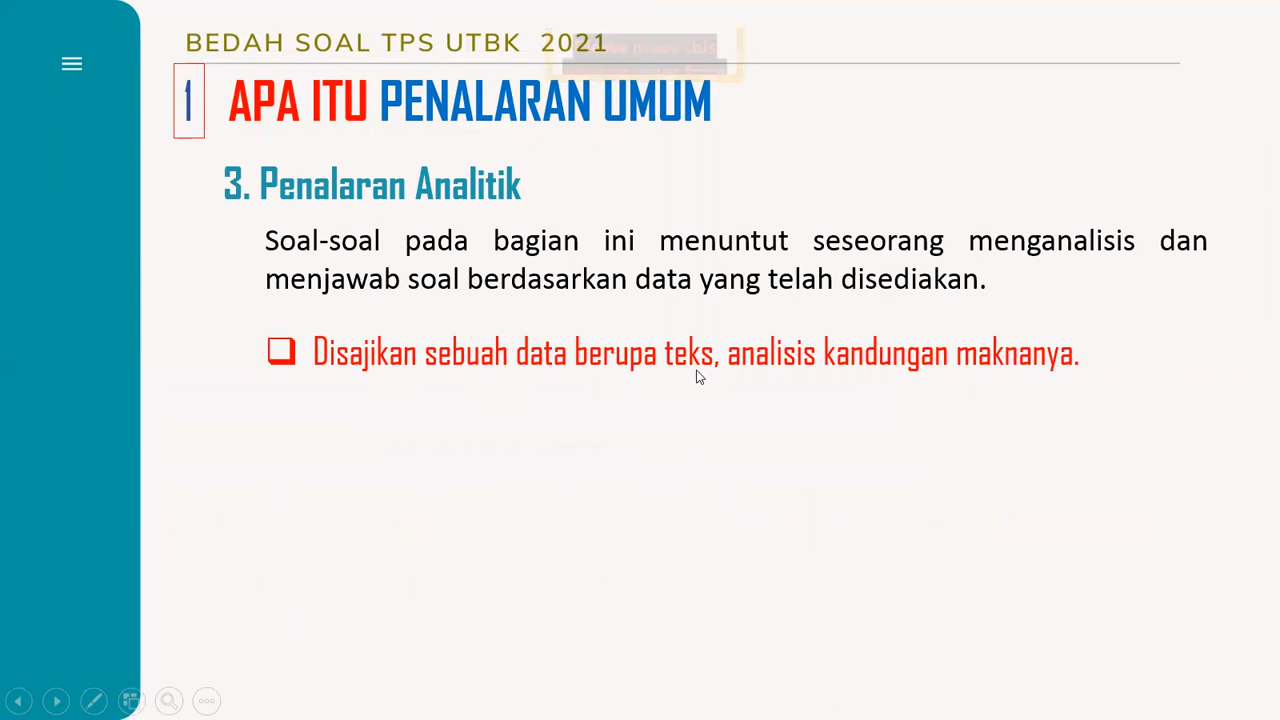 BEDAH SOAL TPS UTBK 2021
1 APA ITU PENALARAN UMUM
3. Penalaran Analitik
Soal-soal pada bagian ini menuntut seseorang menganalisis dan
menjawab soal berdasarkan data yang telah disediakan.
Disajikan sebuah data berupa teks, analisis kandungan maknanya.